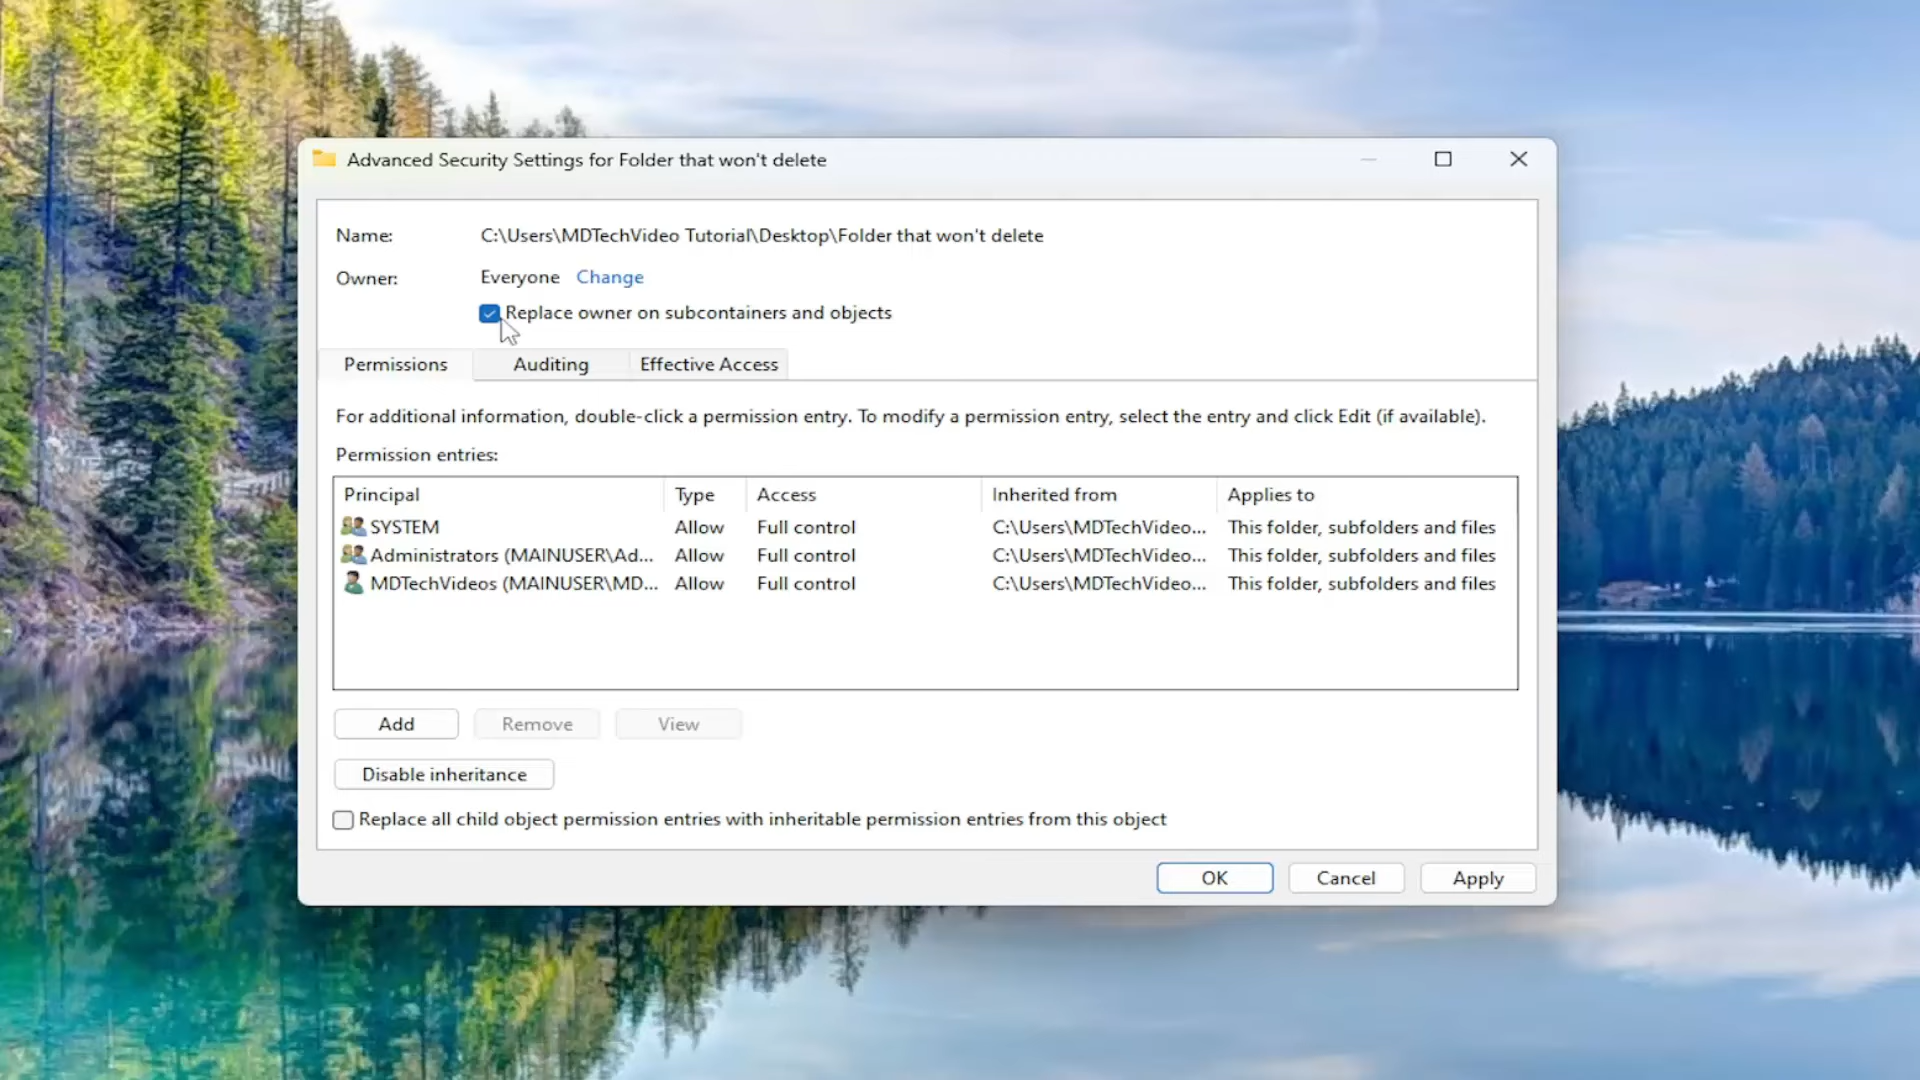 Advanced Security Settings for Folder that won't delete
Name: C:\Users\MDTechVideo Tutorial\Desktop\Folder that won't delete
Owner: Everyone Change
Replace owner on subcontainers and objects
Permissions Auditing Effective Access
For additional information, double-click a permission entry. To modify a permission entry, select the entry and click Edit (if available).
Permission entries:
Principal Type Access Inherited from Applies to
SYSTEM Allow Full control C:\Users\MDTechVideo... This folder, subfolders and files
Administrators (MAINUSER\Ad... Allow Full control C:\Users\MDTechVideo... This folder, subfolders and files
MDTechVideos (MAINUSER\MD... Allow Full control C:\Users\MDTechVideo... This folder, subfolders and files
Add Remove View
Disable inheritance
Replace all child object permission entries with inheritable permission entries from this object
OK Cancel Apply